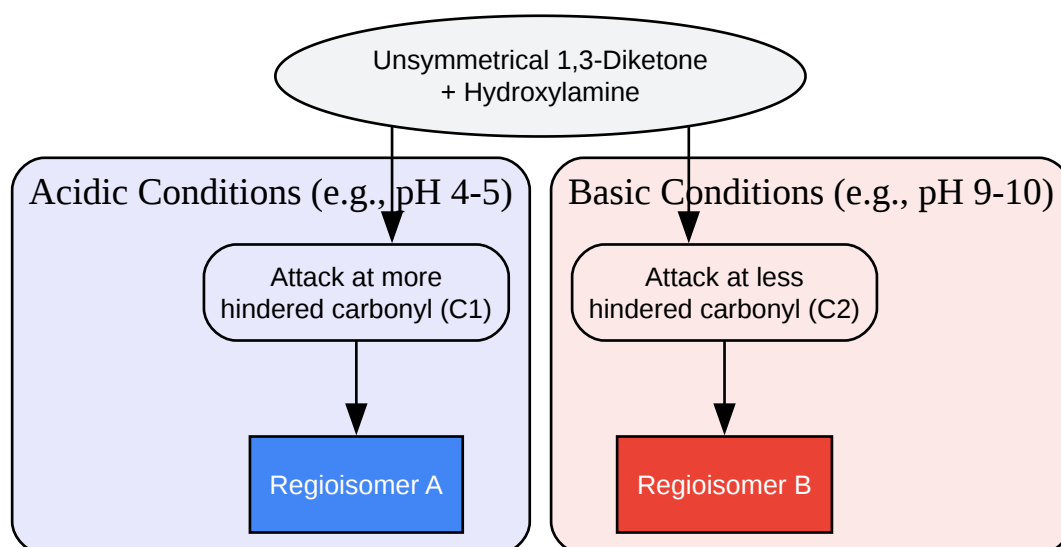 Unsymmetrical 1,3-Diketone
+ Hydroxylamine
Acidic Conditions (e.g., pH 4-5)
Attack at more
hindered carbonyl (C1)
Regioisomer A
Basic Conditions (e.g., pH 9-10)
Attack at less
hindered carbonyl (C2)
Regioisomer B